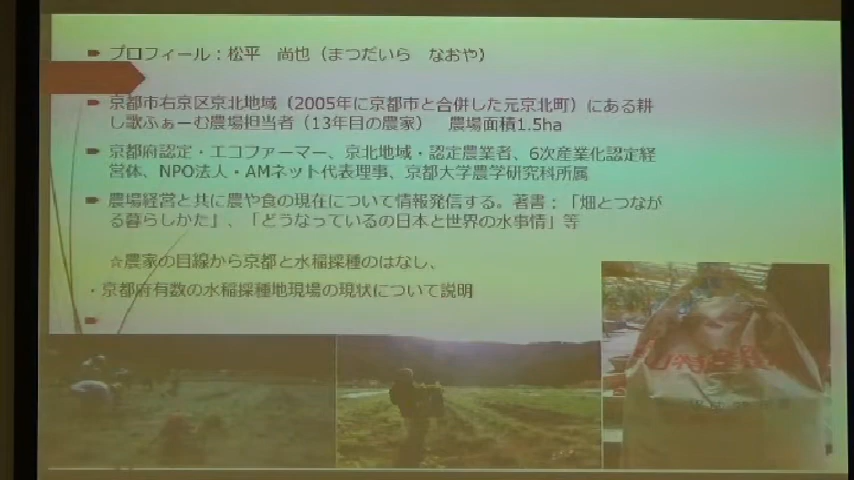 プロフィール：松平　尚也（まつだいら　なおや）
京都市右京区京北地域（2005年に京都市と合併した元京北町）にある耕
し歌ふぁーむ農場担当者（13年目の農家）　農場面積1.5ha
京都府認定・エコファーマー、京北地域・認定農業者、6次産業化認定経
営体、NPO法人・AMネット代表理事、京都大学農学研究科所属
農場経営と共に農や食の現在について情報発信する。著書：「畑とつなが
る暮らしかた」、「どうなっているの日本と世界の水事情」等
☆農家の目線から京都と水稲採種のはなし、
・京都府有数の水稲採種地現場の現状について説明